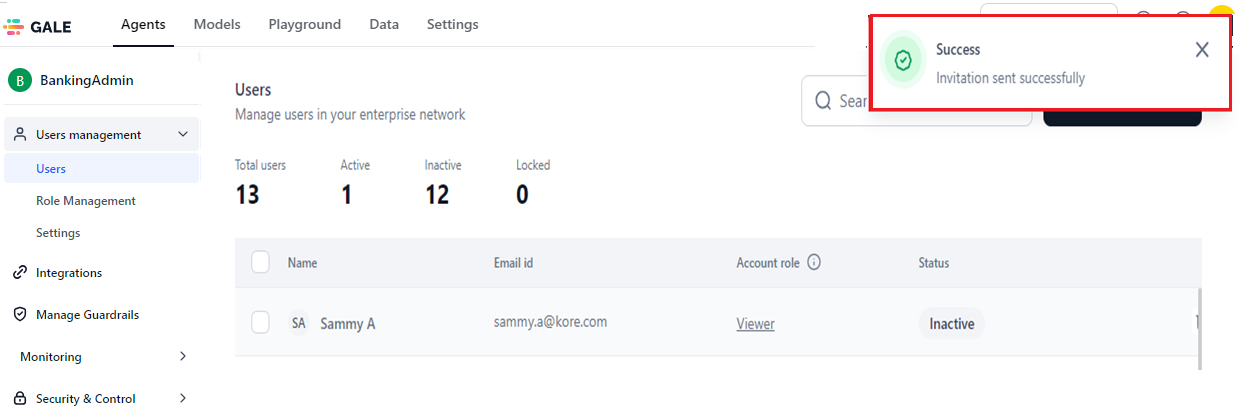 GALE
Agents Models Playground Data Settings
Success
Invitation sent successfully
B BankingAdmin
Users management
Users
Role Management
Settings
Integrations
Manage Guardrails
Monitoring
Security & Control
Users
Manage users in your enterprise network
Total users Active Inactive Locked
13 1 12 0
Name Email id Account role Status
SA Sammy A sammy.a@kore.com Viewer Inactive